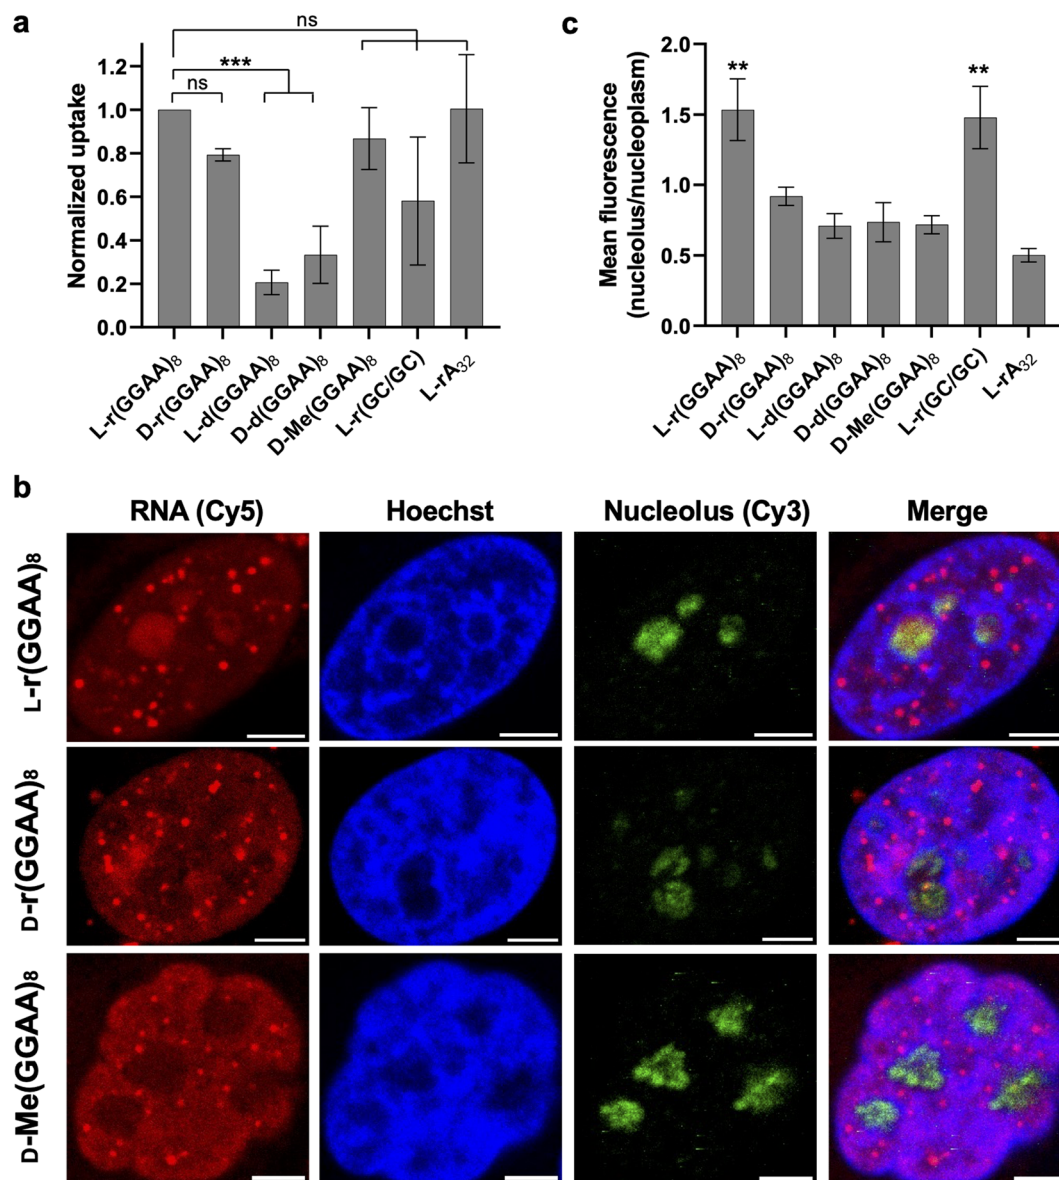 a
ns
***
ns
Normalized uptake
1.2
1.0
0.8
0.6
0.4
0.2
0.0
L-r(GGAA)8
D-r(GGAA)8
L-d(GGAA)8
D-d(GGAA)8
D-Me(GGAA)8
L-r(GC/GC)
L-rA32
c
Mean fluorescence
(nucleolus/nucleoplasm)
2.0
1.5
1.0
0.5
0.0
**
**
L-r(GGAA)8
D-r(GGAA)8
L-d(GGAA)8
D-d(GGAA)8
D-Me(GGAA)8
L-r(GC/GC)
L-rA32
b
RNA (Cy5)
Hoechst
Nucleolus (Cy3)
Merge
L-r(GGAA)8
D-r(GGAA)8
D-Me(GGAA)8